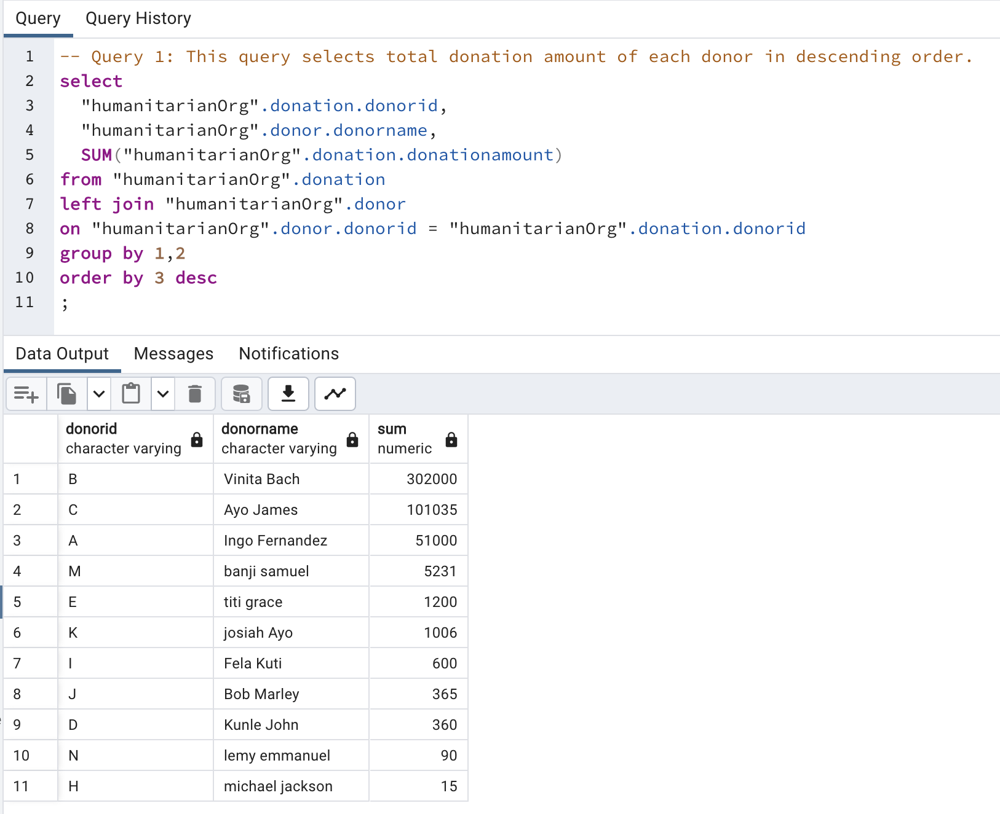 Query Query History
1 -- Query 1: This query selects total donation amount of each donor in descending order.
2 select
3 "humanitarianOrg".donation.donorid,
4 "humanitarianOrg".donor.donorname,
5 SUM("humanitarianOrg".donation.donationamount)
6 from "humanitarianOrg".donation
7 left join "humanitarianOrg".donor
8 on "humanitarianOrg".donor.donorid = "humanitarianOrg".donation.donorid
9 group by 1,2
10 order by 3 desc
11 ;
Data Output Messages Notifications
donorid donorname sum
character varying character varying numeric
1 B Vinita Bach 302000
2 C Ayo James 101035
3 A Ingo Fernandez 51000
4 M banji samuel 5231
5 E titi grace 1200
6 K josiah Ayo 1006
7 I Fela Kuti 600
8 J Bob Marley 365
9 D Kunle John 360
10 N lemy emmanuel 90
11 H michael jackson 15